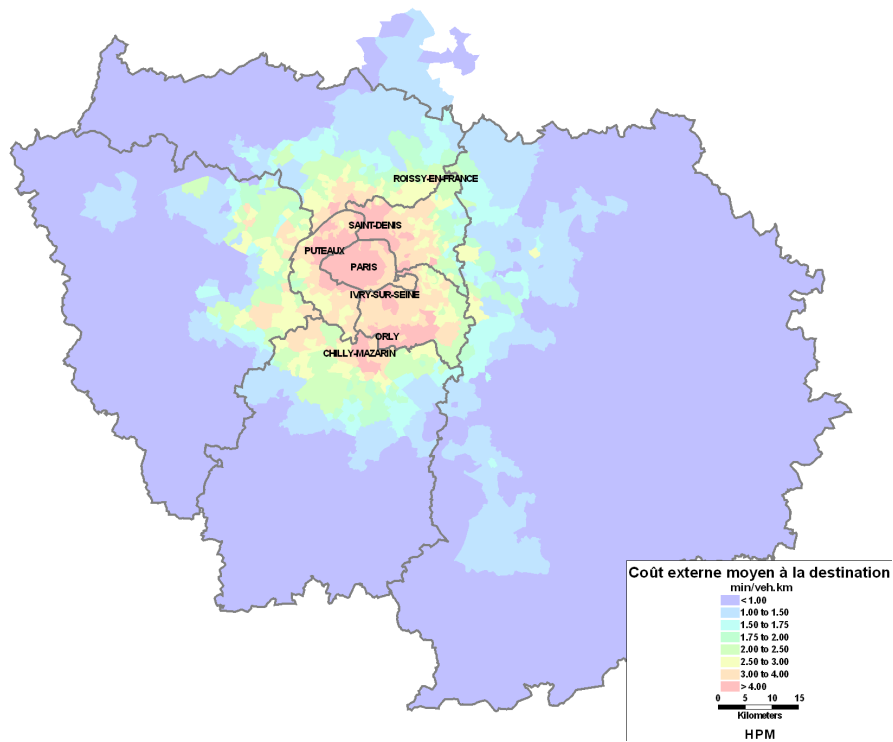 ROISSY-EN-FRANCE
SAINT-DENIS
PUTEAUX
PARIS
IVRY-SUR-SEINE
ORLY
CHILLY-MAZARIN
Coût externe moyen à la destination
min/veh.km
< 1.00
1.00 to 1.50
1.50 to 1.75
1.75 to 2.00
2.00 to 2.50
2.50 to 3.00
3.00 to 4.00
> 4.00
0 5 10 15
Kilometers
HPM